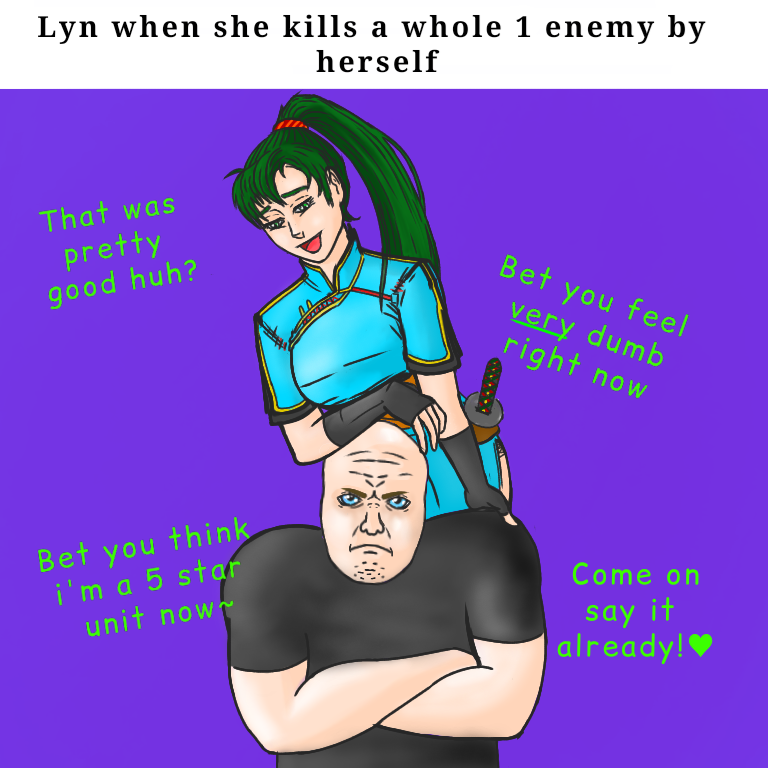 Lyn when she kills a whole 1 enemy by
herself
That was
pretty
good huh?
Bet you feel
very dumb
right now
Bet you think
i'm a 5 star
unit now~
Come on
say it
already!♥